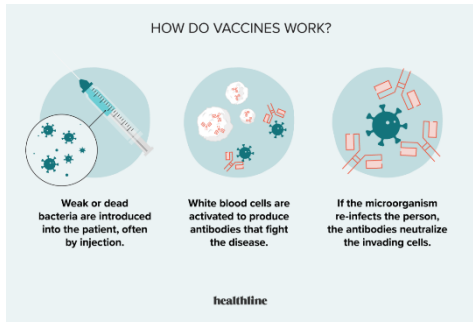 HOW DO VACCINES WORK?
Weak or dead
bacteria are introduced
into the patient, often
by injection.
White blood cells are
activated to produce
antibodies that fight
the disease.
If the microorganism
re-infects the person,
the antibodies neutralize
the invading cells.
healthline